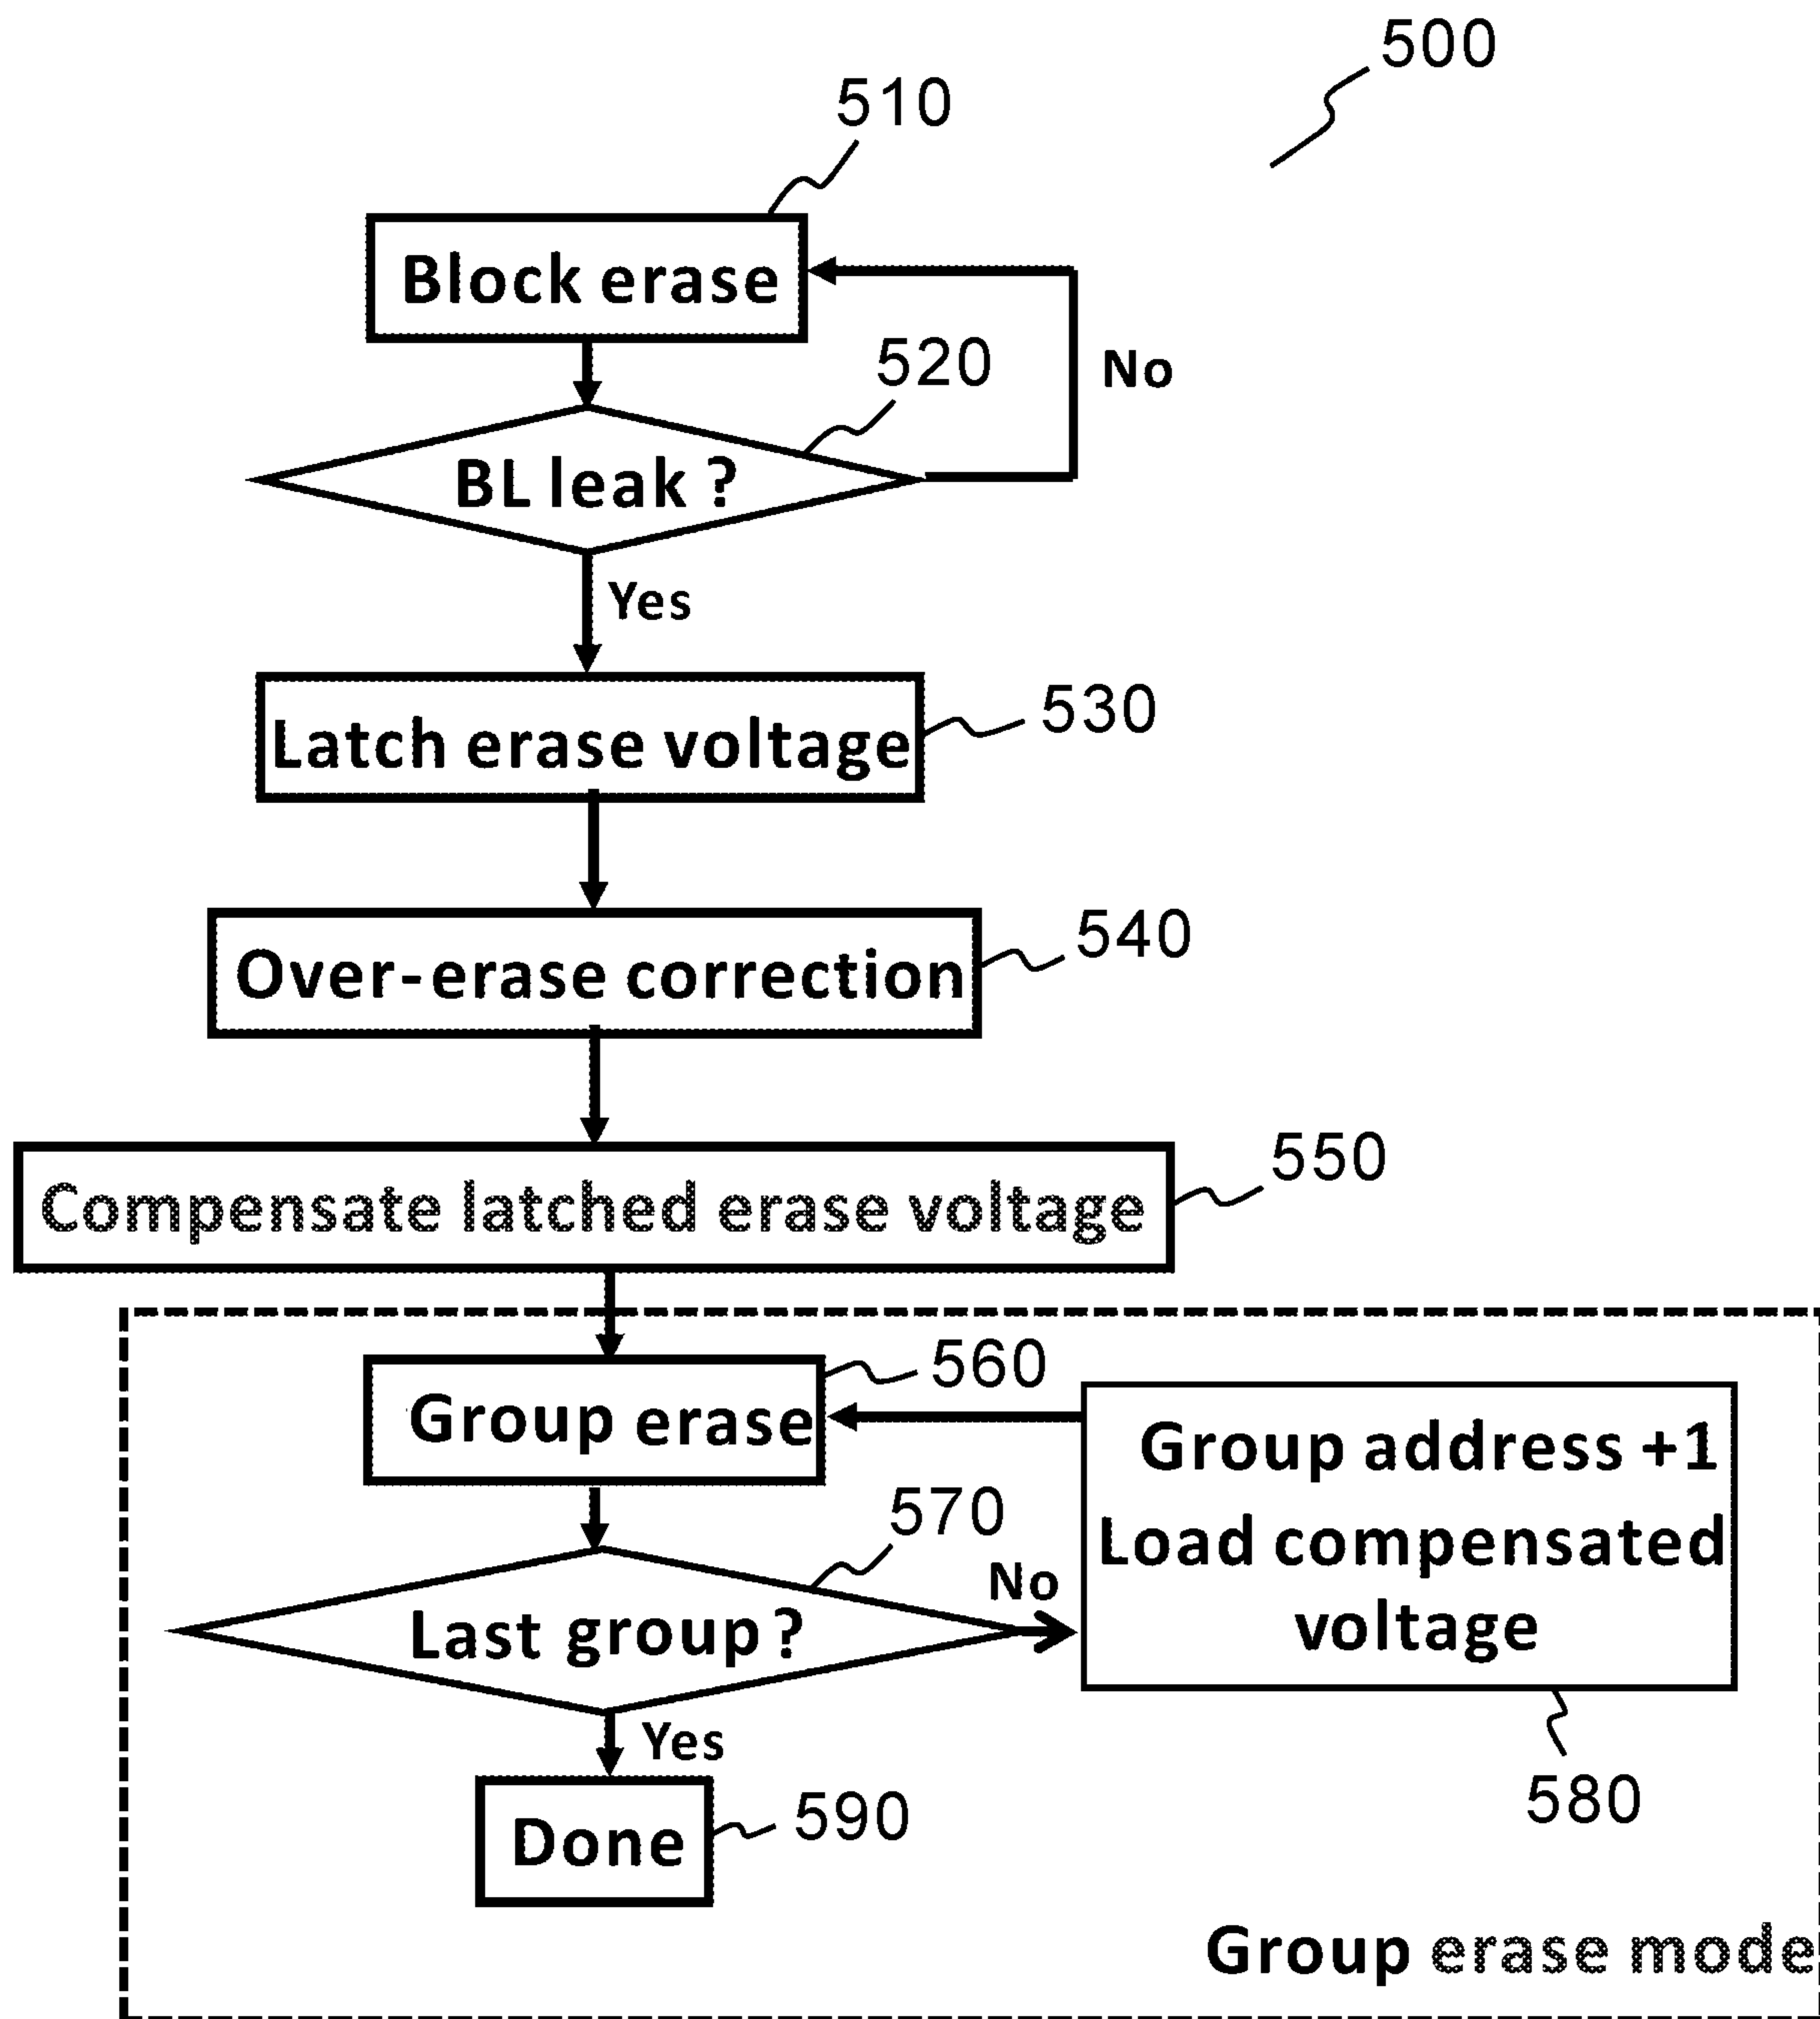 500
510
Block erase
520
No
BL leak ?
Yes
530
Latch erase voltage
540
Over-erase correction
550
Compensate latched erase voltage
560
Group erase
Group address +1
Load compensated
voltage
570
No
Last group ?
Yes
580
590
Done
Group erase mode